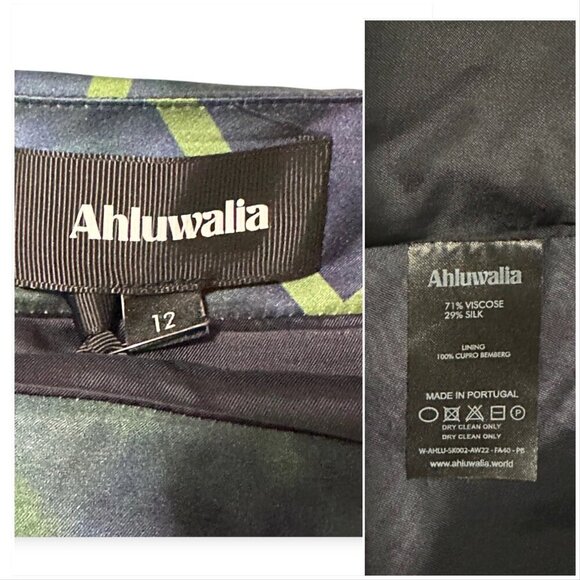 Ahluwalia
12
Ahluwalia
71% VISCOSE
29% SILK
LINING
100% CUPRO BEMBERG
MADE IN PORTUGAL
P
DRY CLEAN ONLY
DRY CLEAN ONLY
W-AHLU-SK002-AW22 - FA40 - PB
www.ahluwalia.world